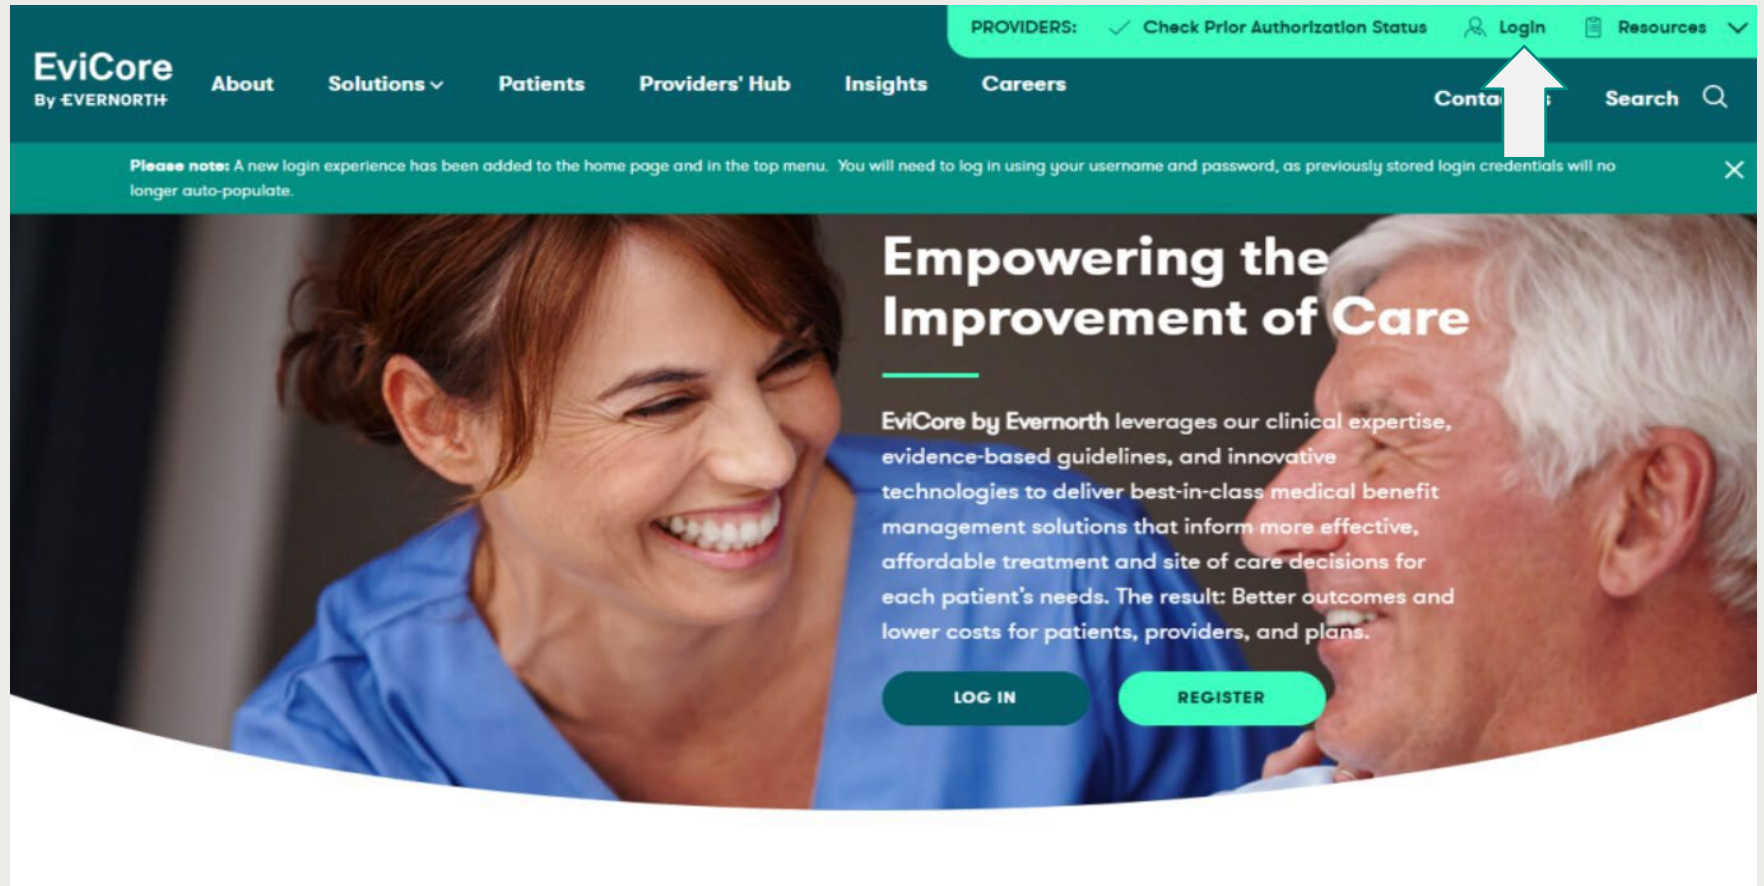 PROVIDERS: Check Prior Authorization Status Login Resources
EviCore
By EVERNORTH
About Solutions Patients Providers' Hub Insights Careers
Search
Please note: A new login experience has been added to the home page and in the top menu. You will need to log in using your username and password, as previously stored login credentials will no
longer auto-populate.
Empowering the
Improvement of Care
EviCore by Evernorth leverages our clinical expertise,
evidence-based guidelines, and innovative
technologies to deliver best-in-class medical benefit
management solutions that inform more effective,
affordable treatment and site of care decisions for
each patient's needs. The result: Better outcomes and
lower costs for patients, providers, and plans.
LOG IN REGISTER